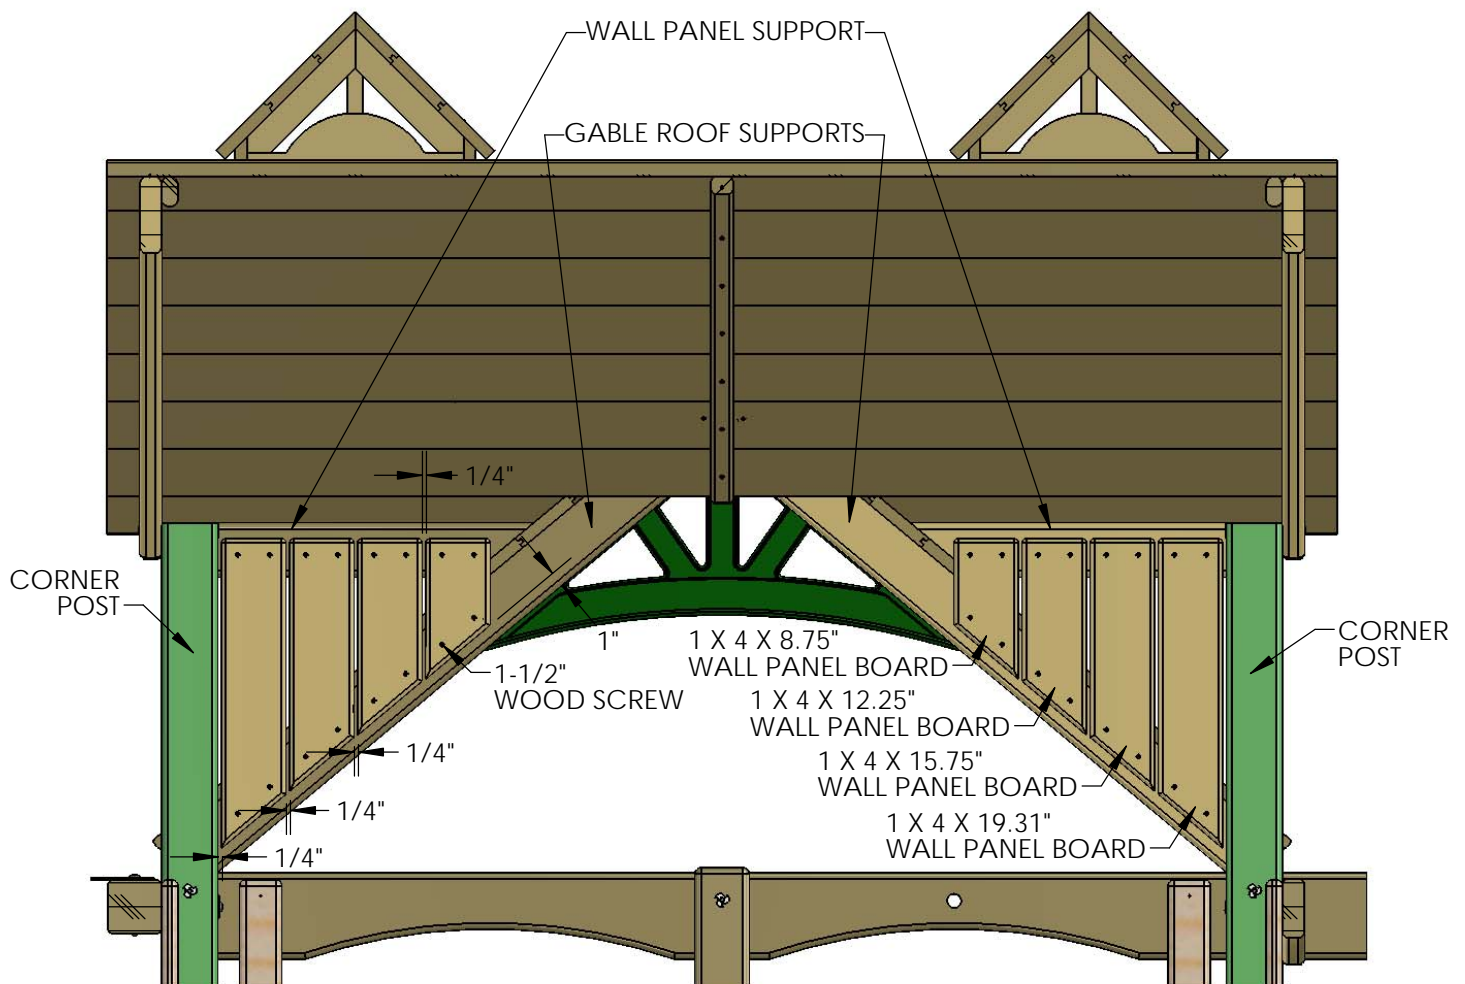 WALL PANEL SUPPORT
GABLE ROOF SUPPORTS
1/4"
CORNER
POST
1"
1-1/2"
WOOD SCREW
1 X 4 X 8.75"
WALL PANEL BOARD
CORNER
POST
1 X 4 X 12.25"
WALL PANEL BOARD
1/4"
1 X 4 X 15.75"
WALL PANEL BOARD
1/4"
1 X 4 X 19.31"
WALL PANEL BOARD
1/4"